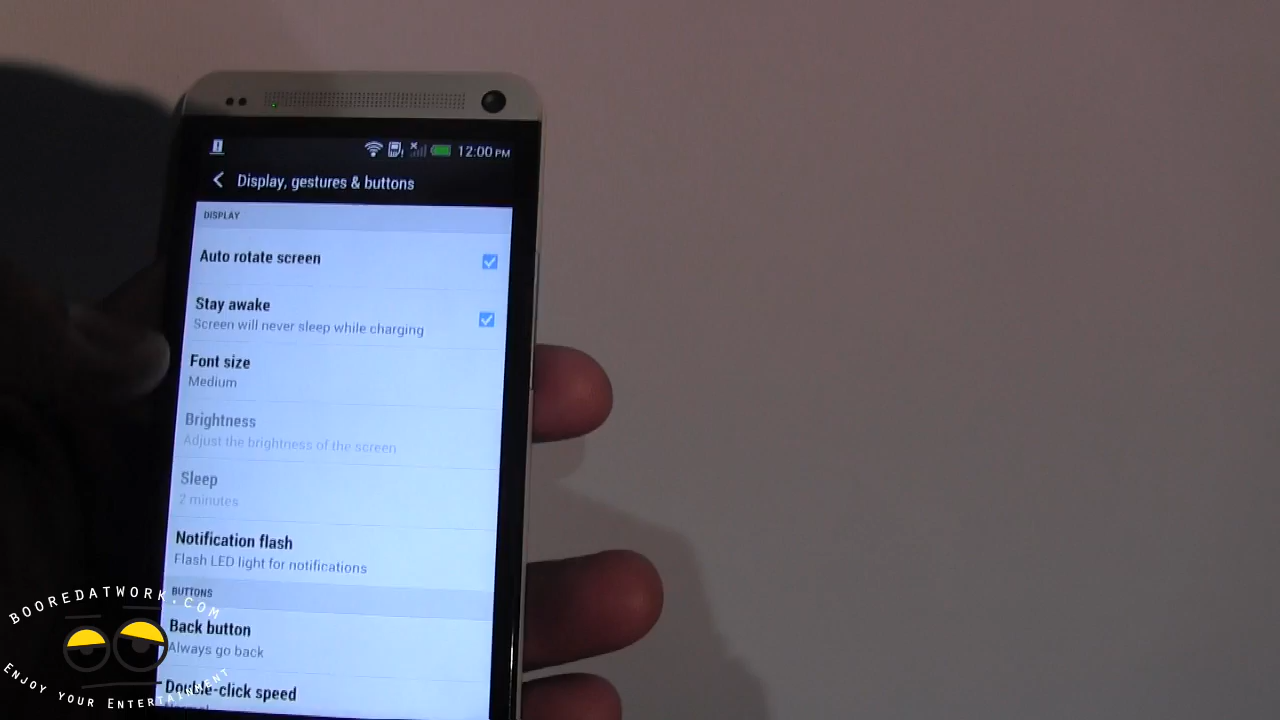 12:00 PM
Display, gestures & buttons
DISPLAY
Auto rotate screen
Stay awake
Screen will never sleep while charging
Font size
Medium
Brightness
Adjust the brightness of the screen
Sleep
2 minutes
Notification flash
Flash LED light for notifications
BUTTONS
Back button
Always go back
Double-click speed
BOOREDATWORK.COM
ENJOY YOUR ENTERTAINMENT